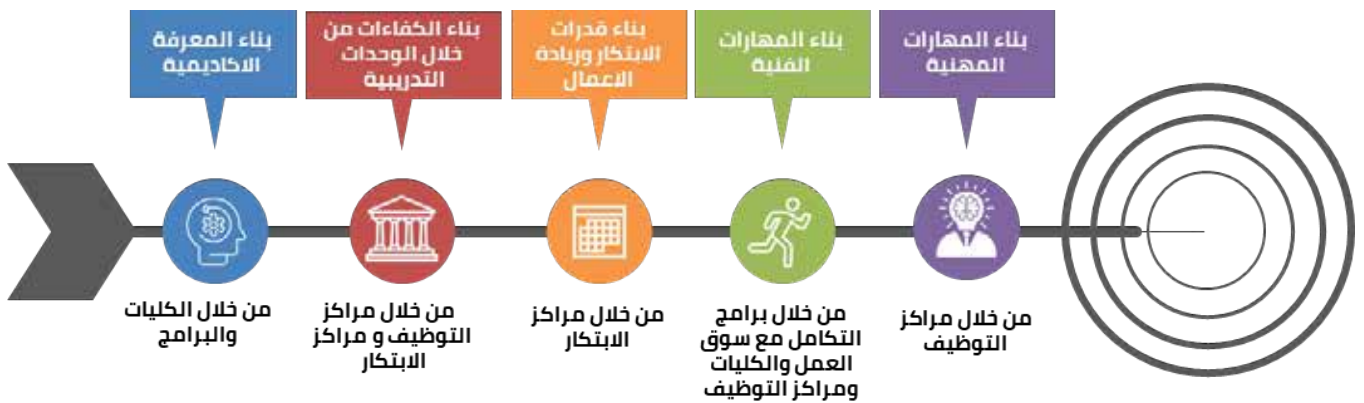 بناء المعرفة
الاكاديمية
بناء الكفاءات من
خلال الوحدات
التدريبية
بناء قدرات
الابتكار وريادة
الاعمال
بناء المهارات
الفنية
بناء المهارات
المهنية
من خلال الكليات
والبرامج
من خلال مراكز
التوظيف و مراكز
الابتكار
من خلال مراكز
الابتكار
من خلال برامج
التكامل مع سوق
العمل والكليات
ومراكز التوظيف
من خلال مراكز
التوظيف